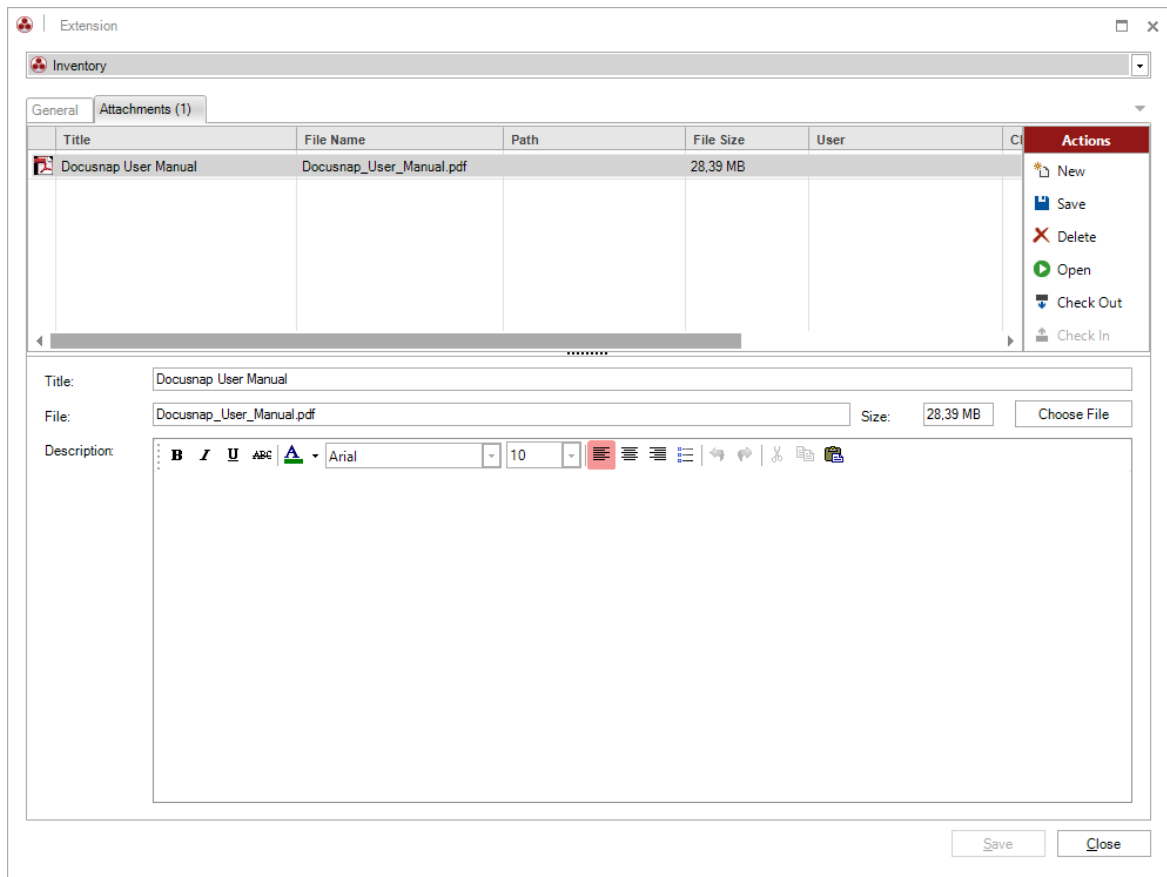 Extension
Inventory
General Attachments (1)
Title File Name Path File Size User Cl Actions
Docusnap User Manual Docusnap_User_Manual.pdf 28,39 MB
New
Save
Delete
Open
Check Out
Check In
Title: Docusnap User Manual
File: Docusnap_User_Manual.pdf Size: 28,39 MB Choose File
Description: B I U ABC A Arial 10
Save Close